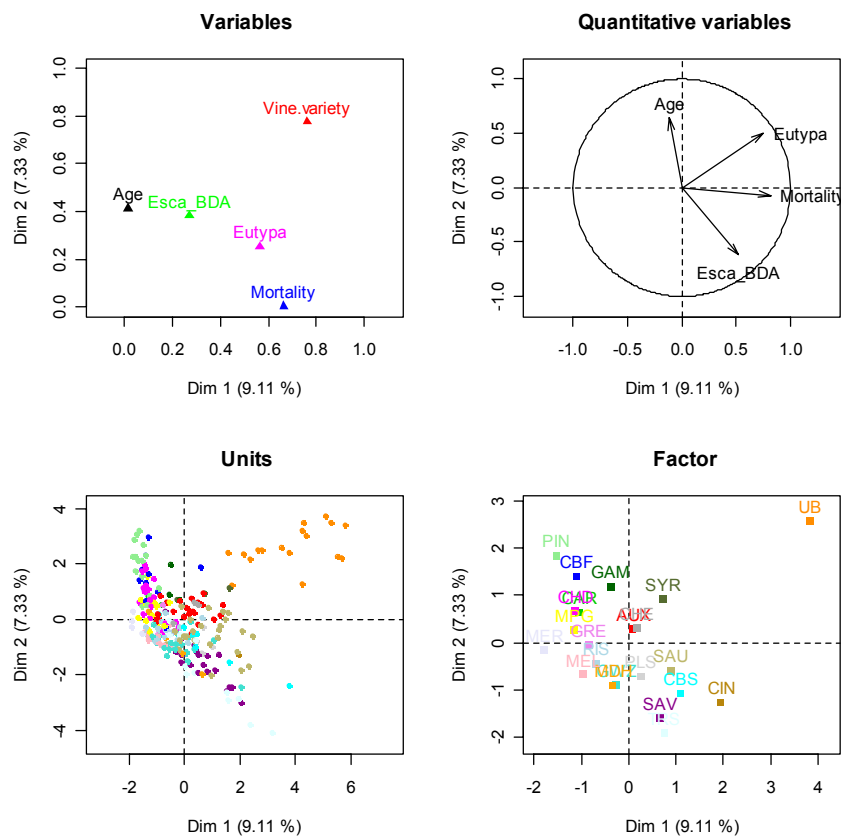 Variables
1.0
0.8
0.6
0.4
0.2
0.0
Dim 2 (7.33 %)
Vine.variety
Age
Esca_BDA
Eutypa
Mortality
0.0 0.2 0.4 0.6 0.8 1.0
Dim 1 (9.11 %)
Quantitative variables
1.0
0.5
0.0
-0.5
-1.0
Dim 2 (7.33 %)
Age
Eutypa
Mortality
Esca_BDA
-1.0 -0.5 0.0 0.5 1.0
Dim 1 (9.11 %)
Units
4
2
0
-2
-4
Dim 2 (7.33 %)
-2 0 2 4 6
Dim 1 (9.11 %)
Factor
3
2
1
0
-1
-2
Dim 2 (7.33 %)
UB
PIN
CBF
GAM
SYR
AUX
GRE
MER
SAU
CBS
CIN
SAV
-2 -1 0 1 2 3 4
Dim 1 (9.11 %)